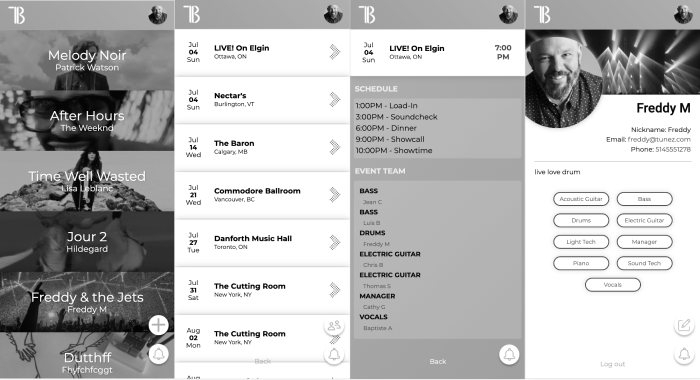 TB
Melody Noir
Patrick Watson
After Hours
The Weeknd
Time Well Wasted
Lisa Leblanc
Jour 2
Hildegard
Freddy & the Jets
Freddy M
Dutthff
Fhyfchfcggt
TB
Jul
04
Sun
LIVE! On Elgin
Ottawa, ON
Jul
04
Sun
Nectar's
Burlington, VT
Jul
14
Wed
The Baron
Calgary, MB
Jul
21
Wed
Commodore Ballroom
Vancouver, BC
Jul
27
Tue
Danforth Music Hall
Toronto, ON
Jul
31
Sat
The Cutting Room
New York, NY
Aug
02
Mon
The Cutting Room
New York, NY
Back
Aug
TB
Jul
04
Sun
LIVE! On Elgin
Ottawa, ON
7:00
PM
SCHEDULE
1:00PM - Load-In
3:00PM - Soundcheck
6:00PM - Dinner
9:00PM - Showcall
10:00PM - Showtime
EVENT TEAM
BASS
Jean C
BASS
Luis B
DRUMS
Freddy M
ELECTRIC GUITAR
Chris B
ELECTRIC GUITAR
Thomas S
MANAGER
Cathy G
VOCALS
Baptiste A
Back
TB
Freddy M
Nickname: Freddy
Email: freddy@tunez.com
Phone: 5145551278
live love drum
Acoustic Guitar
Bass
Drums
Electric Guitar
Light Tech
Manager
Piano
Sound Tech
Vocals
Log out